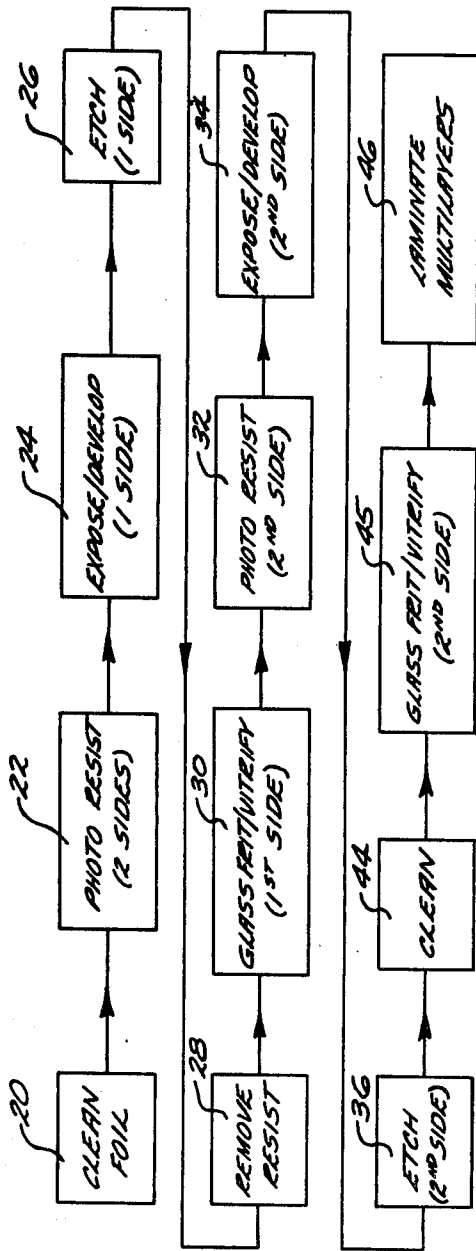 20
CLEAN
FOIL
22
PHOTO RESIST
(2 SIDES)
24
EXPOSE/DEVELOP
(1 SIDE)
26
ETCH
(1 SIDE)
28
REMOVE
RESIST
30
GLASS FRIT/VITRIFY
(1ST SIDE)
32
PHOTO RESIST
(2ND SIDE)
34
EXPOSE/DEVELOP
(2ND SIDE)
36
ETCH
(2ND SIDE)
44
CLEAN
45
GLASS FRIT/VITRIFY
(2ND SIDE)
46
LAMINATE
MULTILAYERS